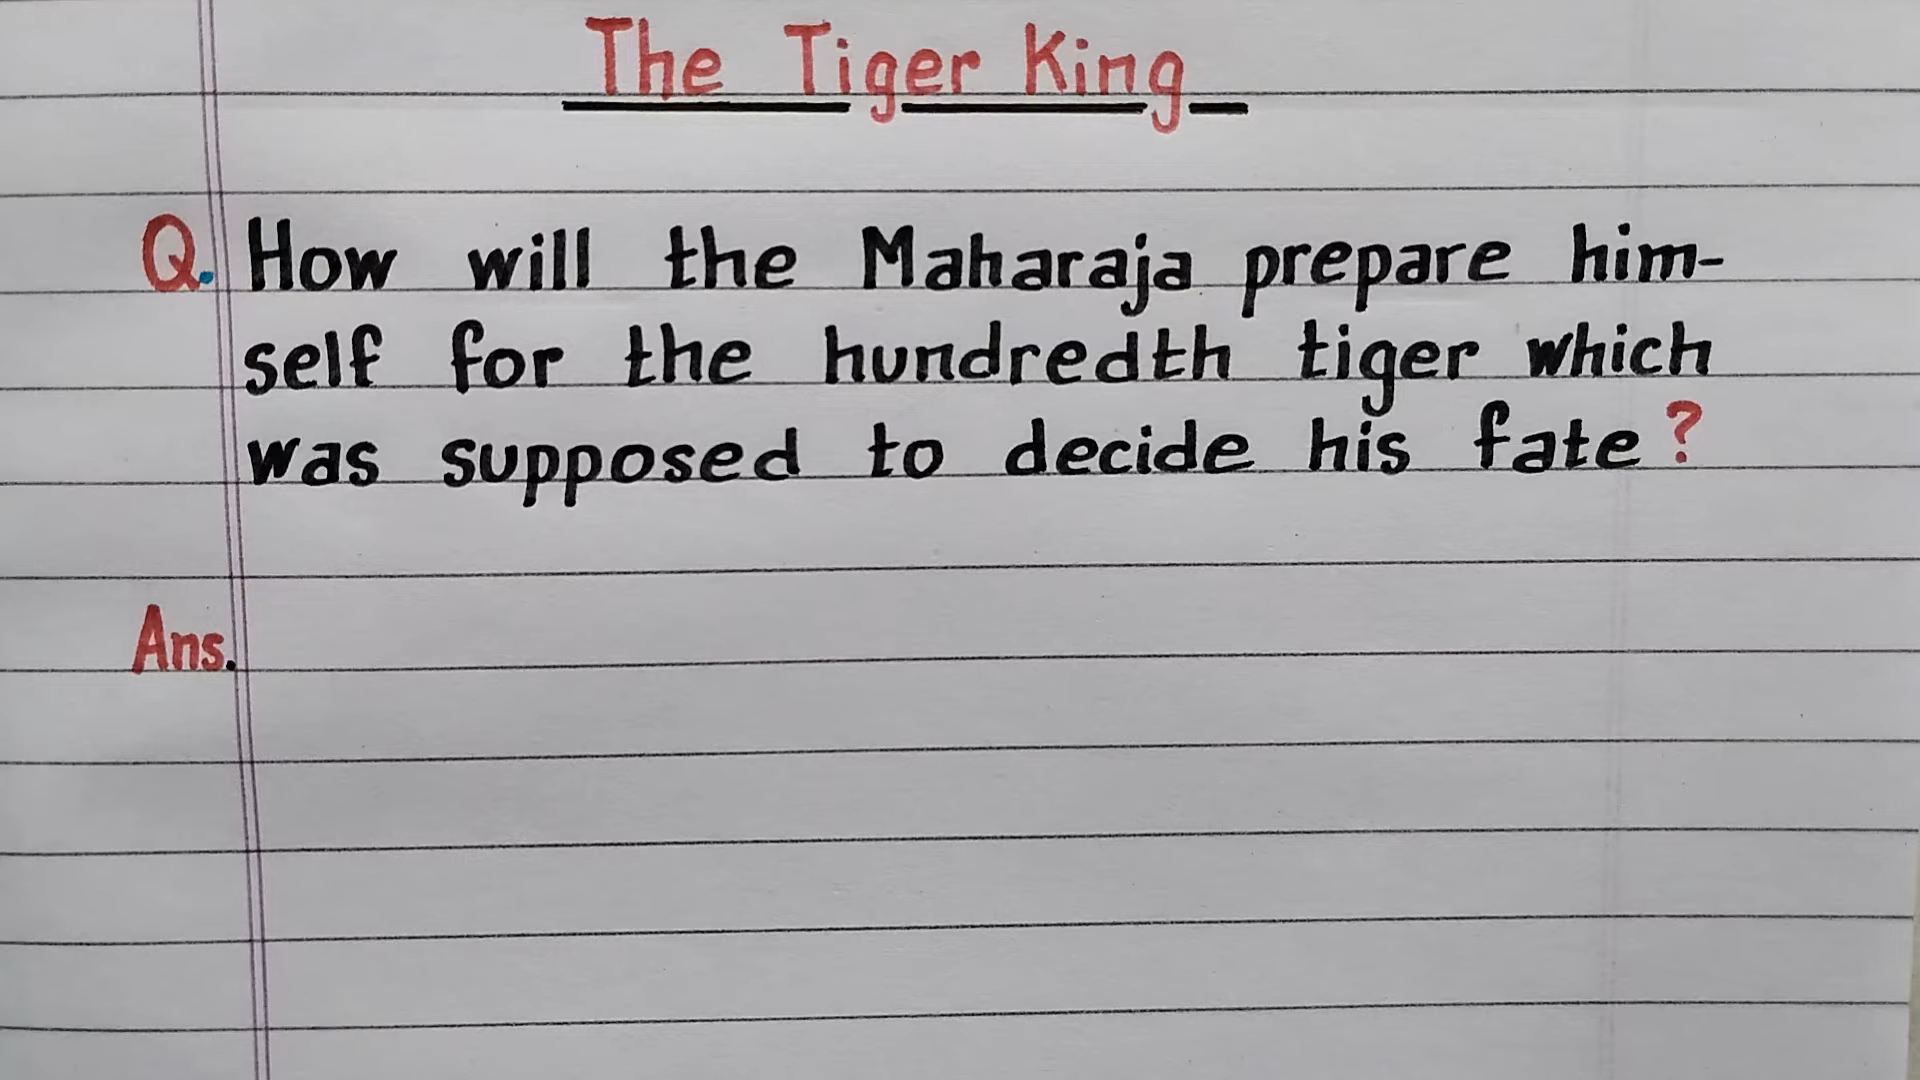 The Tiger King
Q. How will the Maharaja prepare him-
self for the hundredth tiger which
was supposed to decide his fate?
Ans.